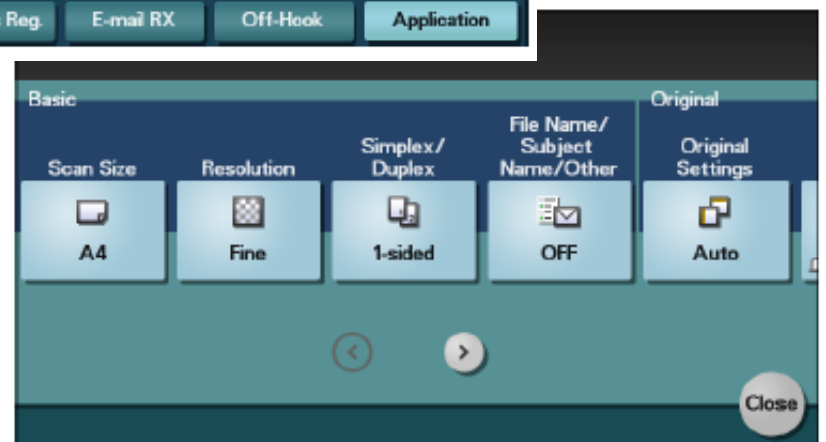 Reg.
E-mail RX
Off-Hook
Application
Basic
Original
Scan Size
Resolution
Simplex/
Duplex
File Name/
Subject
Name/Other
Original
Settings
A4
Fine
1-sided
OFF
Auto
Close